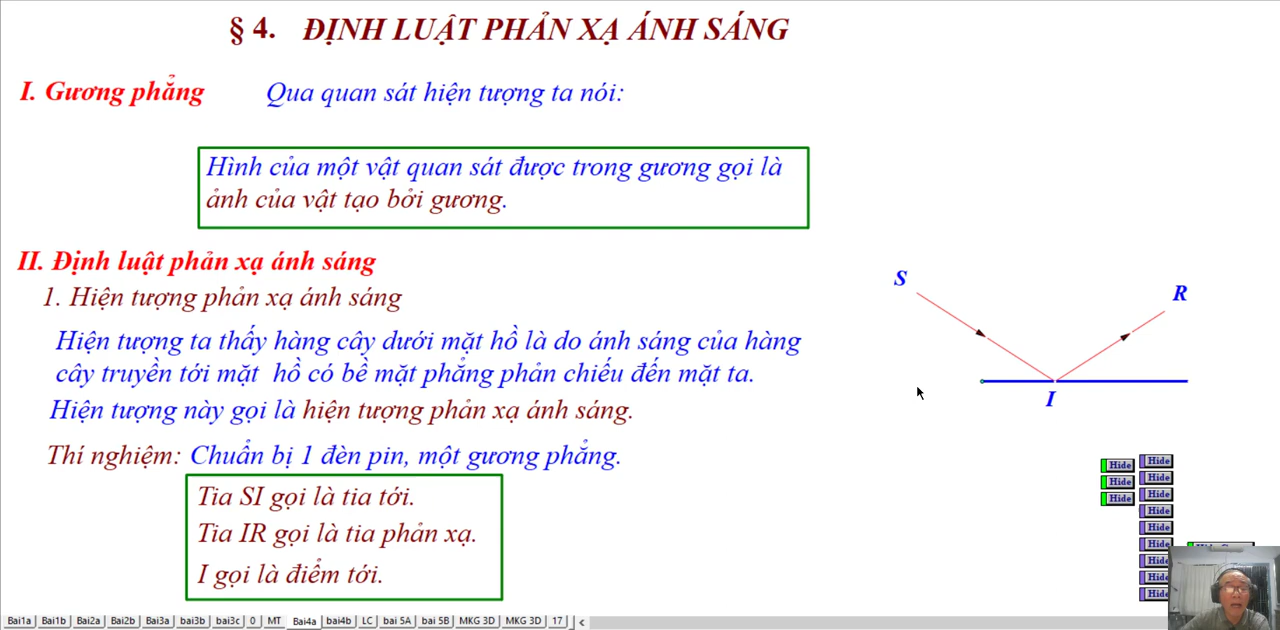 § 4. ĐỊNH LUẬT PHẢN XẠ ÁNH SÁNG
I. Gương phẳng
Qua quan sát hiện tượng ta nói:
Hình của một vật quan sát được trong gương gọi là
ảnh của vật tạo bởi gương.
II. Định luật phản xạ ánh sáng
1. Hiện tượng phản xạ ánh sáng
Hiện tượng ta thấy hàng cây dưới mặt hồ là do ánh sáng của hàng
cây truyền tới mặt hồ có bề mặt phẳng phản chiếu đến mặt ta.
Hiện tượng này gọi là hiện tượng phản xạ ánh sáng.
Thí nghiệm: Chuẩn bị 1 đèn pin, một gương phẳng.
Tia SI gọi là tia tới.
Tia IR gọi là tia phản xạ.
I gọi là điểm tới.
S
R
I
Hide
Hide
Hide
Hide
Hide
Hide
Hide
Hide
Hide
Hide
Hide
Hide
Bai1a Bai1b Bai2a Bai2b Bai3a bai3b bai3c 0 MT Bai4a bai4b LC bai 5A bai 5B MKG 3D MKG 3D 17